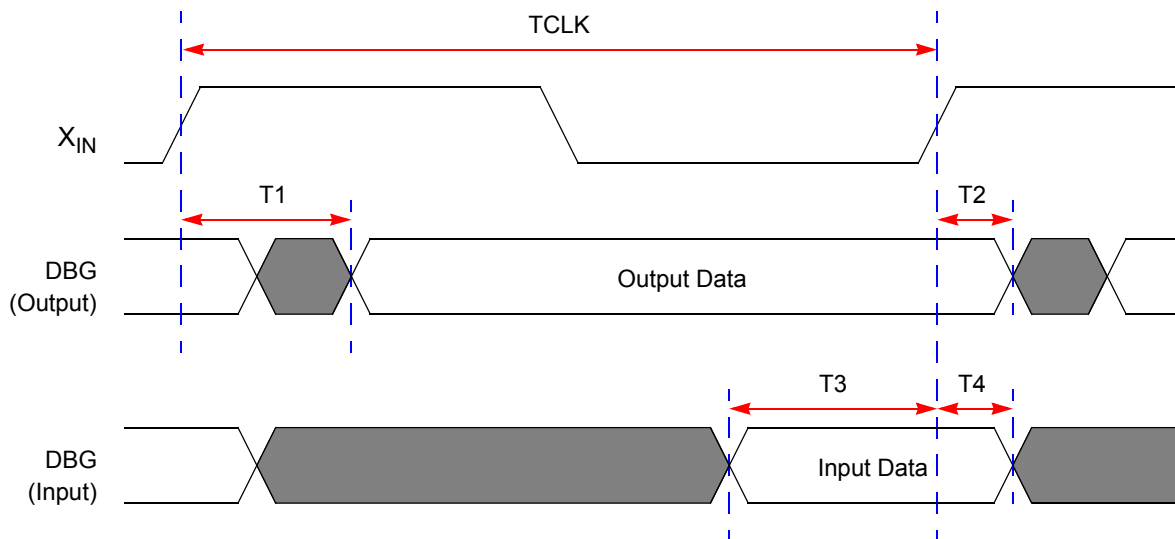 TCLK
XIN
T1
T2
DBG
(Output)
Output Data
T3
T4
DBG
(Input)
Input Data